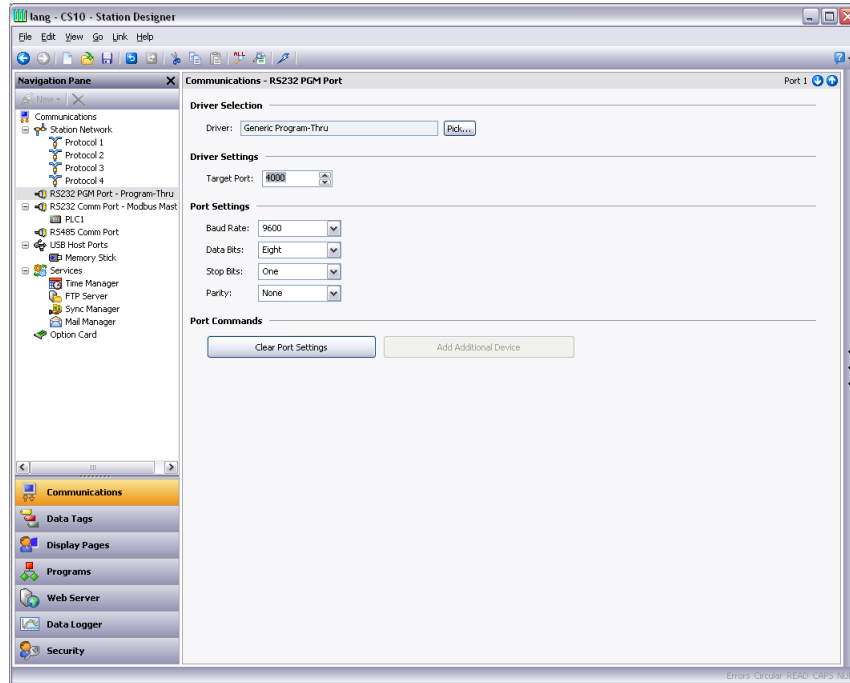 lang - CS10 - Station Designer
File Edit View Go Link Help
Navigation Pane
New
Communications
Station Network
Protocol 1
Protocol 2
Protocol 3
Protocol 4
RS232 PGM Port - Program-Thru
RS232 Comm Port - Modbus Mast
PLC1
RS485 Comm Port
USB Host Ports
Memory Stick
Services
Time Manager
FTP Server
Sync Manager
Mail Manager
Option Card
Communications
Data Tags
Display Pages
Programs
Web Server
Data Logger
Security
Communications - RS232 PGM Port
Port 1
Driver Selection
Driver: Generic Program-Thru Pick...
Driver Settings
Target Port: 4000
Port Settings
Baud Rate: 9600
Data Bits: Eight
Stop Bits: One
Parity: None
Port Commands
Clear Port Settings Add Additional Device
Errors Circular READ CAPS